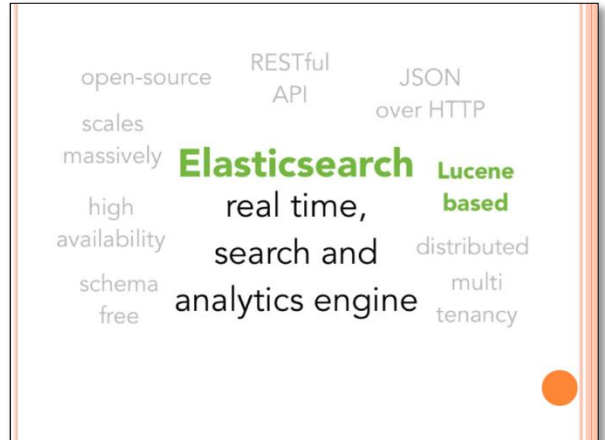 open-source
RESTful
API
JSON
over HTTP
scales
massively
Elasticsearch
real time,
search and
analytics engine
Lucene
based
high
availability
distributed
schema
free
multi
tenancy